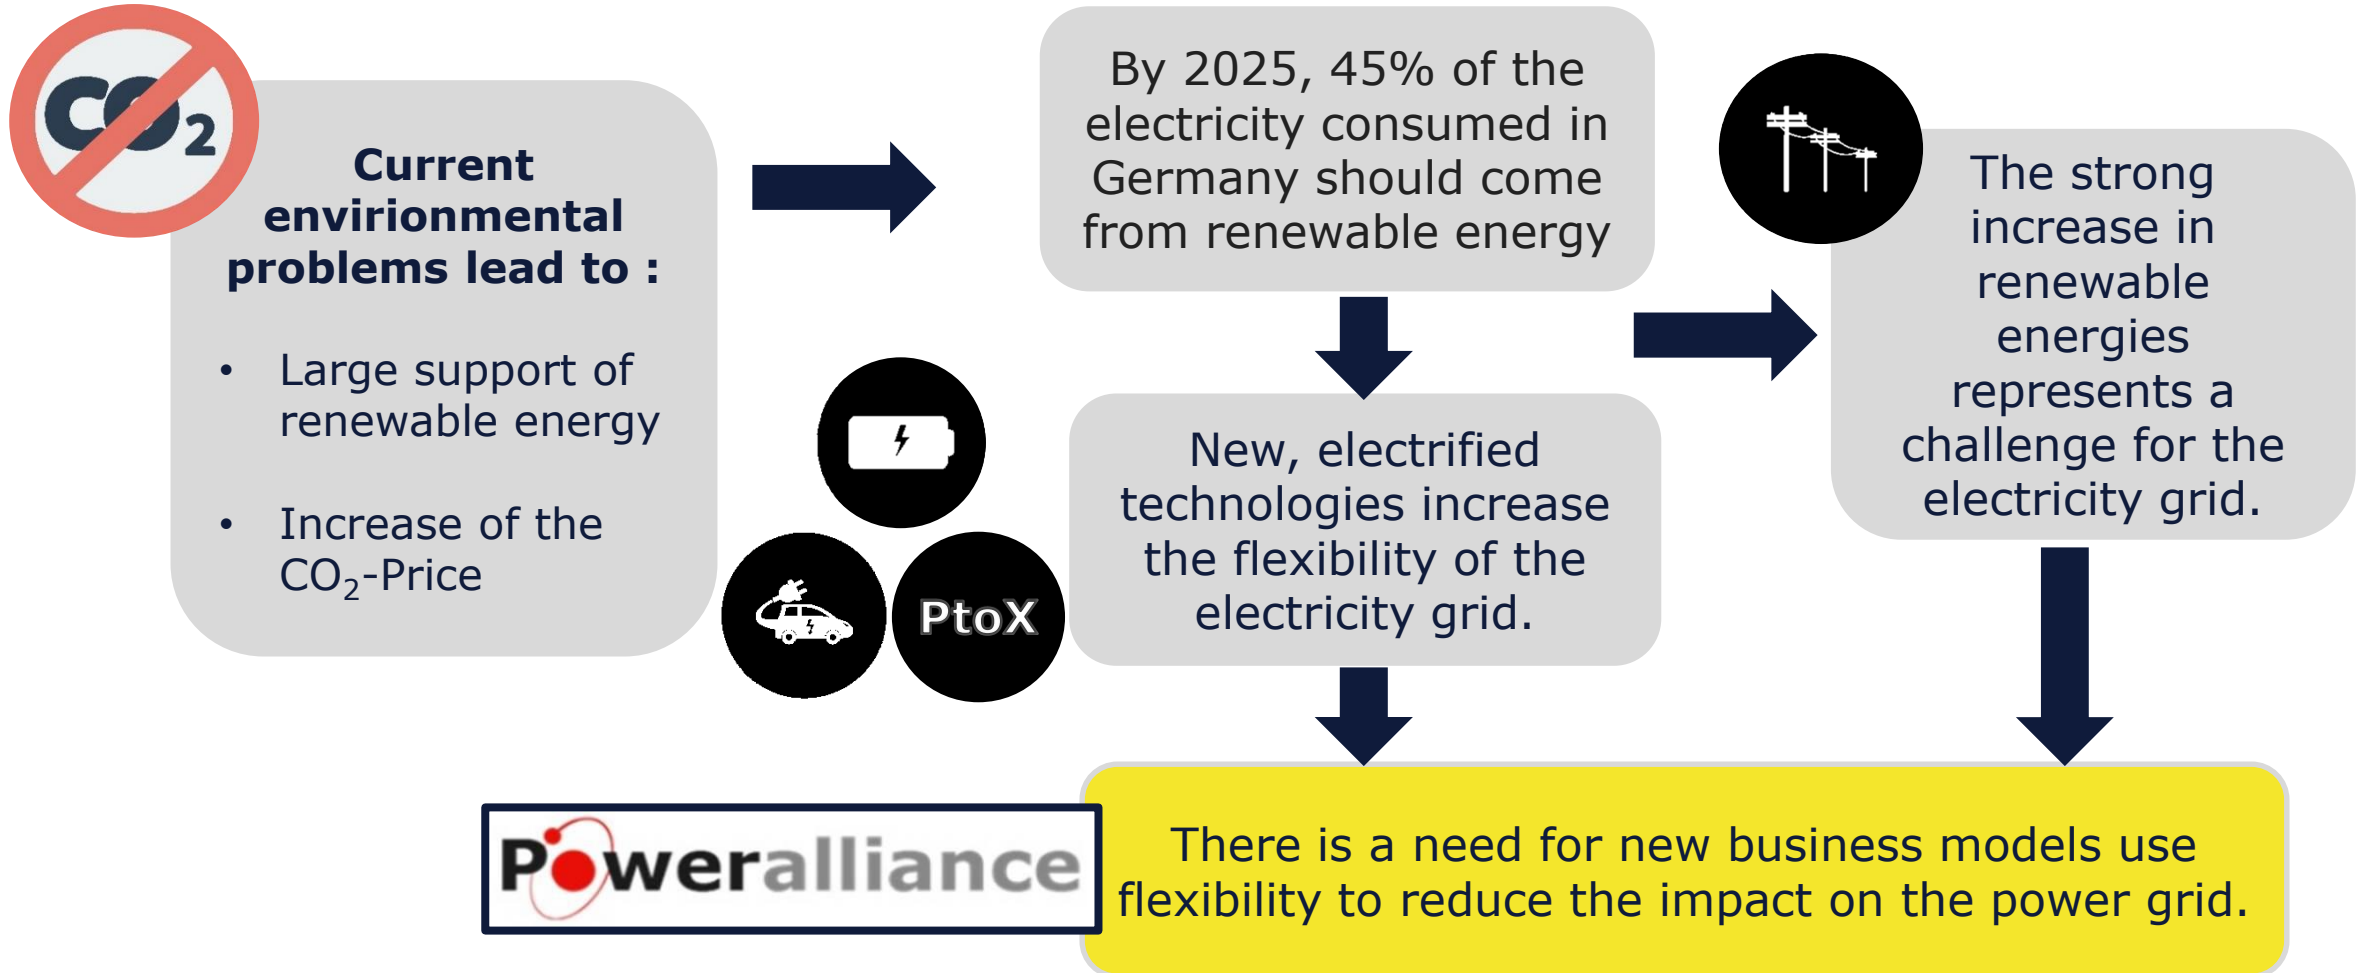 CO2
Current
envirionmental
problems lead to :
• Large support of
renewable energy
• Increase of the
CO₂-Price
By 2025, 45% of the
electricity consumed in
Germany should come
from renewable energy
The strong
increase in
renewable
energies
represents a
challenge for the
electricity grid.
New, electrified
technologies increase
the flexibility of the
electricity grid.
PtoX
Poweralliance
There is a need for new business models use
flexibility to reduce the impact on the power grid.